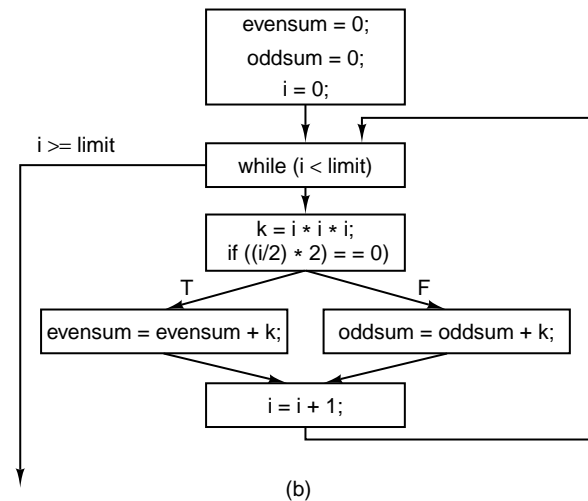 evensum = 0;
oddsum = 0;
i = 0;
i >= limit
while (i < limit)
k = i * i * i;
if ((i/2) * 2) = = 0)
T
F
evensum = evensum + k;
oddsum = oddsum + k;
i = i + 1;
(b)